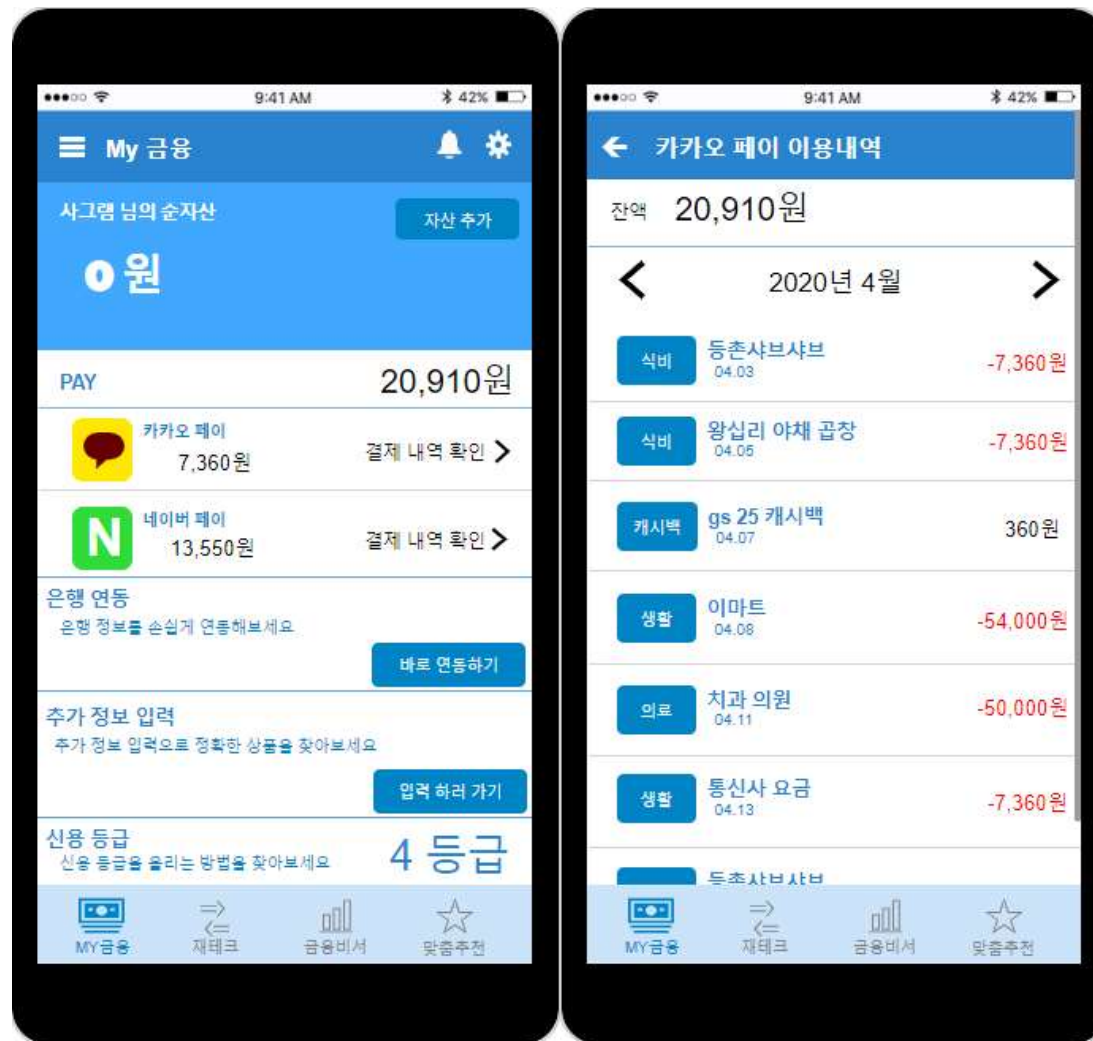 9:41 AM
42%
My 금융
사그램 님의 순자산
자산 추가
0원
PAY
20,910원
카카오 페이
7,360원
결제 내역 확인
N
네이버 페이
13,550원
결제 내역 확인
은행 연동
은행 정보를 손쉽게 연동해보세요
바로 연동하기
추가 정보 입력
추가 정보 입력으로 정확한 상품을 찾아보세요
입력 하러 가기
신용 등급
신용 등급을 올리는 방법을 찾아보세요
4 등급
MY금융
재테크
금융비서
맞춤추천
9:41 AM
42%
카카오 페이 이용내역
잔액
20,910원
2020년 4월
식비
등촌샤브샤브
04.03
-7,360원
식비
왕십리 야채 곱창
04.05
-7,360원
캐시백
gs 25 캐시백
04.07
360원
생활
이마트
04.08
-54,000원
의료
치과 의원
04.11
-50,000원
생활
통신사 요금
04.13
-7,360원
등촌샤브샤브
MY금융
재테크
금융비서
맞춤추천